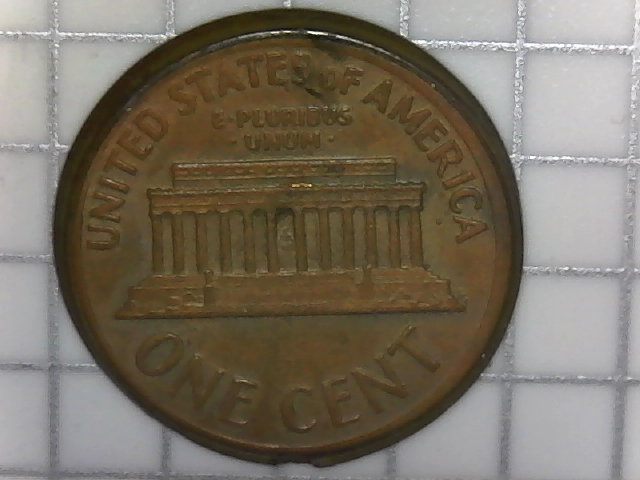 UNITED STATES OF AMERICA
E·PLURIBUS
·UNUM·
ONE CENT